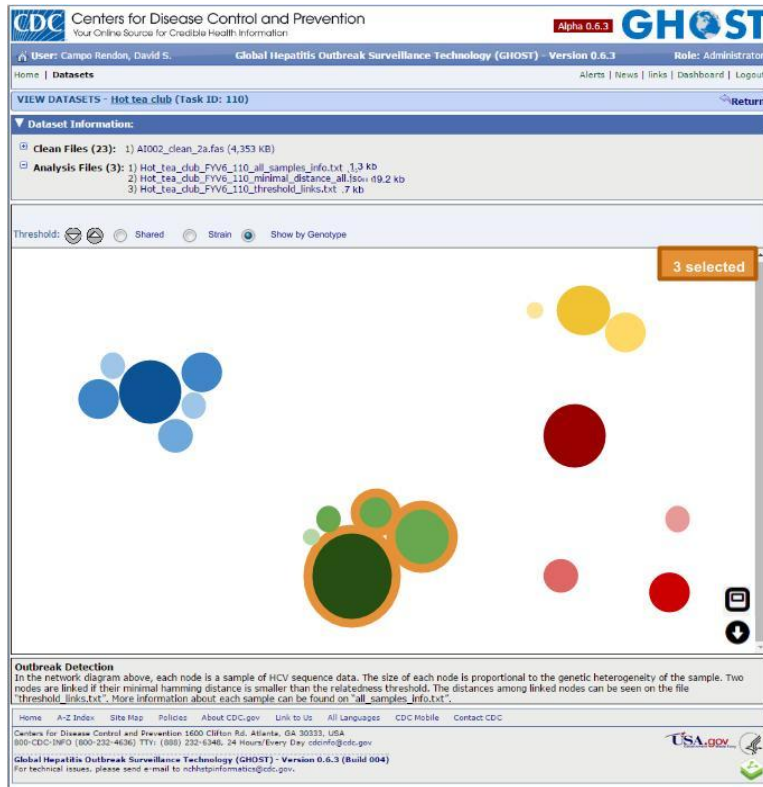 CDC Centers for Disease Control and Prevention
Your Online Source for Credible Health Information
Alpha 0.6.3 GHOST
User: Campo Rendon, David S. Global Hepatitis Outbreak Surveillance Technology (GHOST) - Version 0.6.3 Role: Administrator
Home | Datasets Alerts | News | links | Dashboard | Logout
VIEW DATASETS - Hot tea club (Task ID: 110) Return
Dataset Information:
Clean Files (23): 1) AI002_clean_2a.fas (4,353 KB)
Analysis Files (3): 1) Hot_tea_club_FYV6_110_all_samples_info.txt 1.3 kb
2) Hot_tea_club_FYV6_110_minimal_distance_all.json 49.2 kb
3) Hot_tea_club_FYV6_110_threshold_links.txt .7 kb
Threshold: Shared Strain Show by Genotype
3 selected
Outbreak Detection
In the network diagram above, each node is a sample of HCV sequence data. The size of each node is proportional to the genetic heterogeneity of the sample. Two
nodes are linked if their minimal hamming distance is smaller than the relatedness threshold. The distances among linked nodes can be seen on the file
"threshold_links.txt". More information about each sample can be found on "all_samples_info.txt".
Home A-Z Index Site Map Policies About CDC.gov Link to Us All Languages CDC Mobile Contact CDC
Centers for Disease Control and Prevention 1600 Clifton Rd. Atlanta, GA 30333, USA
800-CDC-INFO (800-232-4636) TTY: (888) 232-6348, 24 Hours/Every Day cdcinfo@cdc.gov
USA.gov
Global Hepatitis Outbreak Surveillance Technology (GHOST) - Version 0.6.3 (Build 004)
For technical issues, please send e-mail to nchhstpinformatics@cdc.gov.